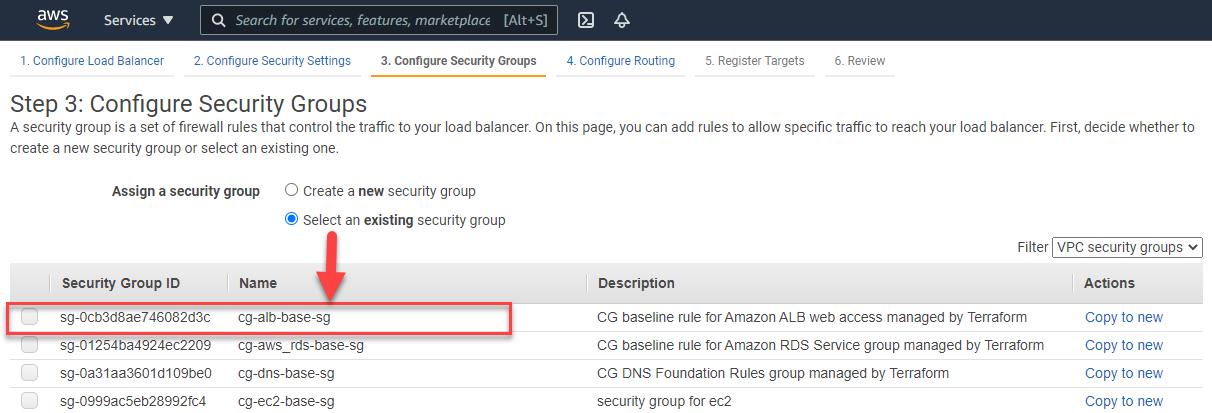 aws Services Search for services, features, marketplace [Alt+S]
1. Configure Load Balancer 2. Configure Security Settings 3. Configure Security Groups 4. Configure Routing 5. Register Targets 6. Review
Step 3: Configure Security Groups
A security group is a set of firewall rules that control the traffic to your load balancer. On this page, you can add rules to allow specific traffic to reach your load balancer. First, decide whether to
create a new security group or select an existing one.
Assign a security group Create a new security group
Select an existing security group
Filter VPC security groups
Security Group ID Name Description Actions
sg-0cb3d8ae746082d3c cg-alb-base-sg CG baseline rule for Amazon ALB web access managed by Terraform Copy to new
sg-01254ba4924ec2209 cg-aws_rds-base-sg CG baseline rule for Amazon RDS Service group managed by Terraform Copy to new
sg-0a31aa3601d109be0 cg-dns-base-sg CG DNS Foundation Rules group managed by Terraform Copy to new
sg-0999ac5eb28992fc4 cg-ec2-base-sg security group for ec2 Copy to new